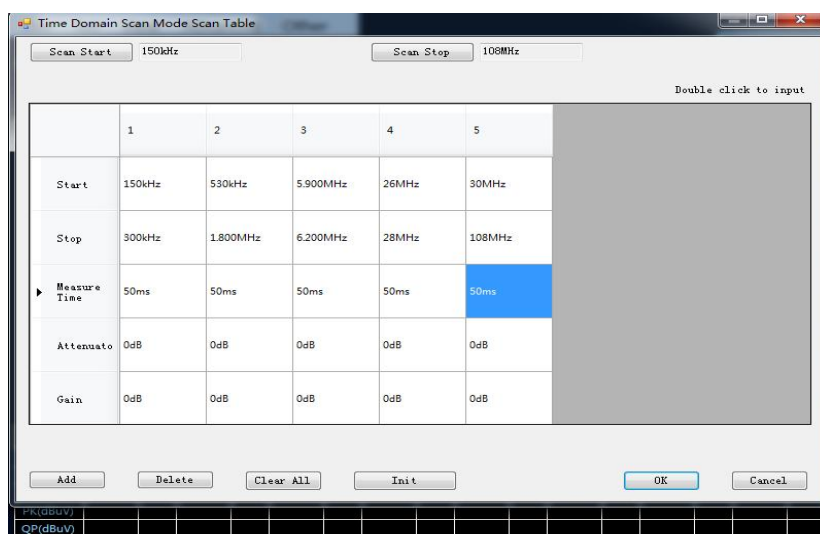 Time Domain Scan Mode Scan Table
Scan Start 150kHz Scan Stop 108MHz
Double click to input
1 2 3 4 5
Start 150kHz 530kHz 5.900MHz 26MHz 30MHz
Stop 300kHz 1.800MHz 6.200MHz 28MHz 108MHz
Measure
Time 50ms 50ms 50ms 50ms 50ms
Attenuato 0dB 0dB 0dB 0dB 0dB
Gain 0dB 0dB 0dB 0dB 0dB
Add Delete Clear All Init OK Cancel
PK(dBuV)
QP(dBuV)